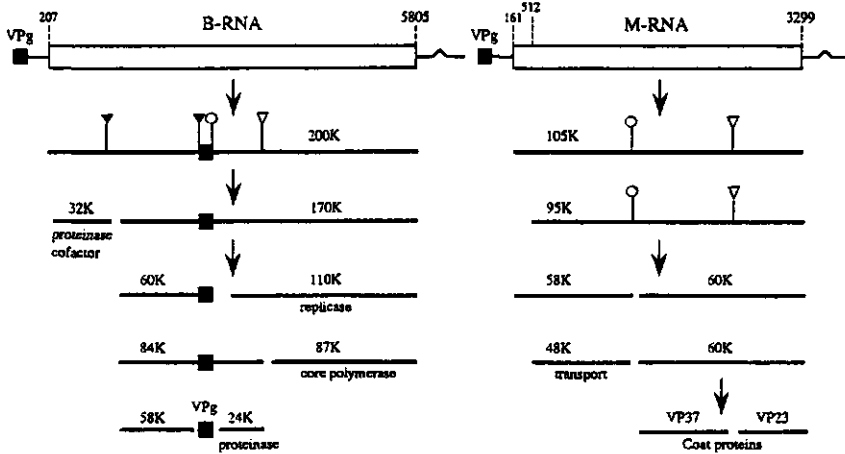 207 B-RNA 5805
VPg
161 512 M-RNA 3299
VPg
200K
105K
32K 170K
proteinase
cofactor
95K
60K 110K
replicase
58K 60K
84K 87K
core polymerase
48K 60K
transport
58K VPg 24K
proteinase
VP37 VP23
Coat proteins